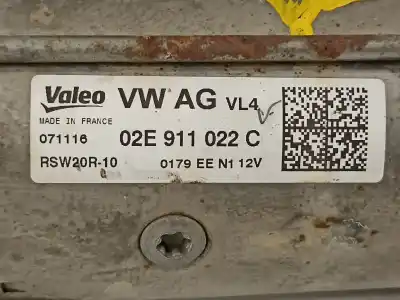 Valeo VW AG VL4
MADE IN FRANCE
071116 02E 911 022 C
RSW20R-10 0179 EE N1 12V